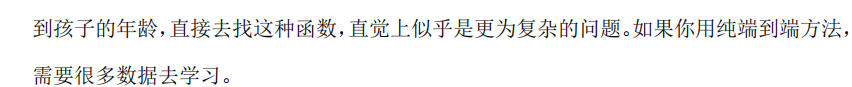 到孩子的年龄，直接去找这种函数，直觉上似乎是更为复杂的问题。如果你用纯端到端方法，
需要很多数据去学习。